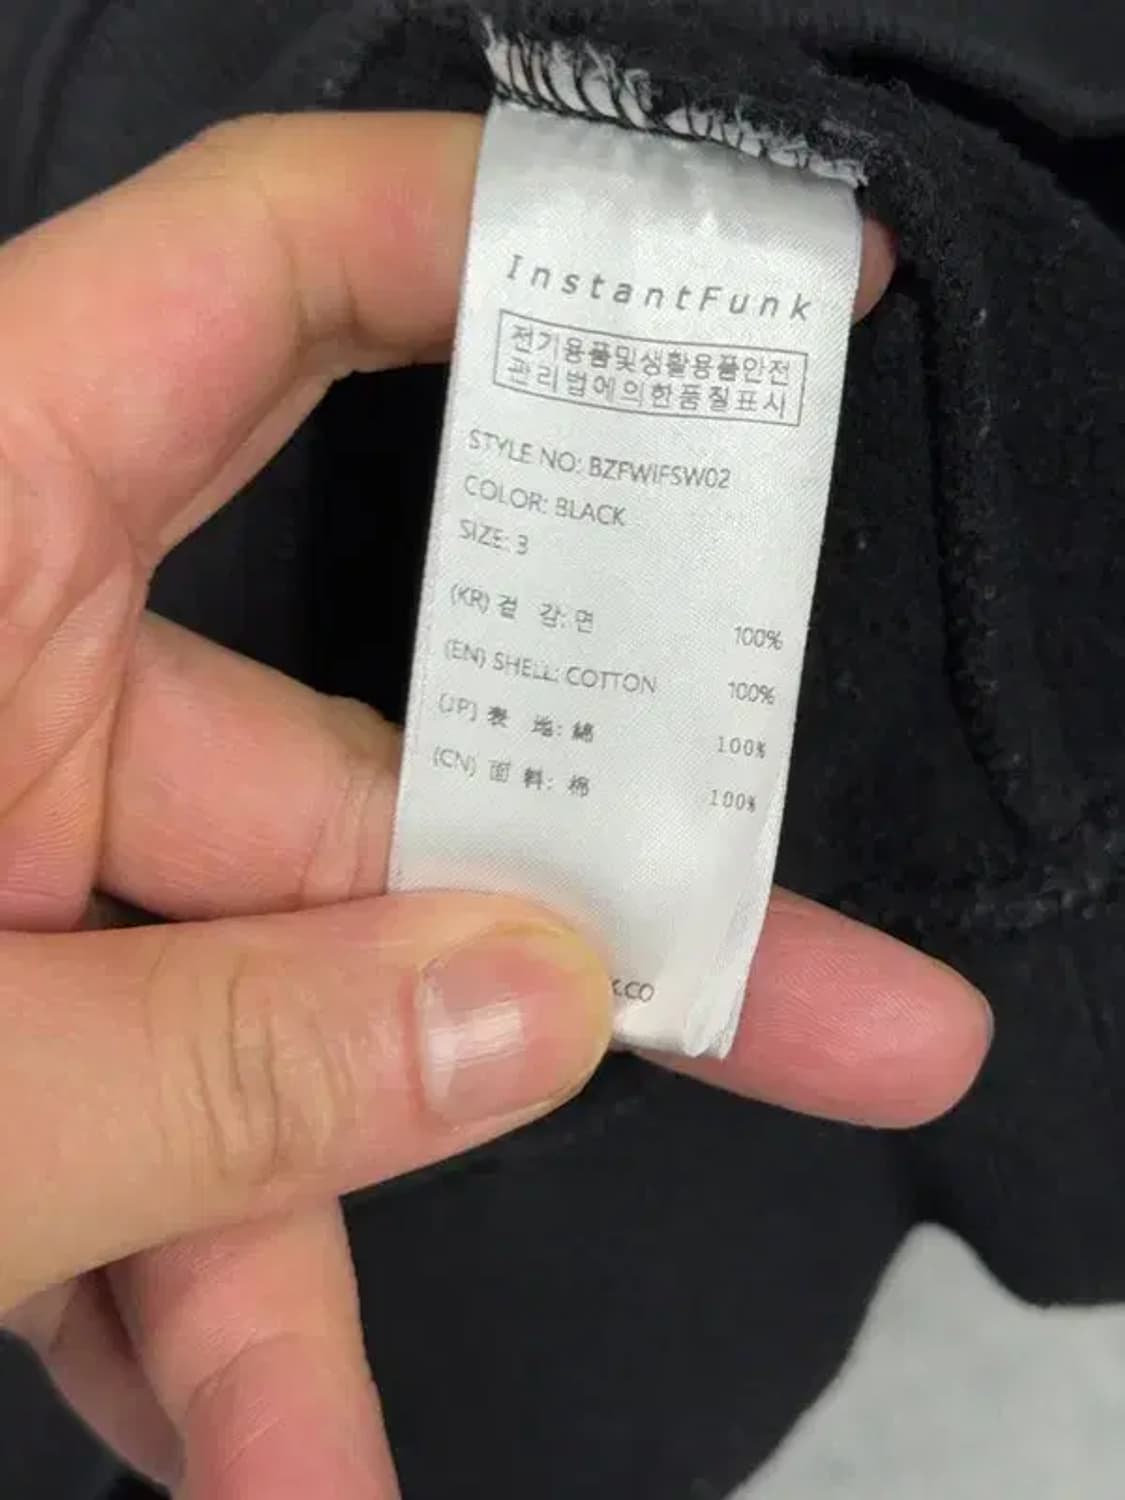 InstantFunk
전기용품및생활용품안전
관리법에의한품질표시
STYLE NO: BZFWIFSW02
COLOR: BLACK
SIZE: 3
(KR) 겉 감: 면 100%
(EN) SHELL: COTTON 100%
(JP) 表 地: 綿 100%
(CN) 面 料: 棉 100%
K.CO